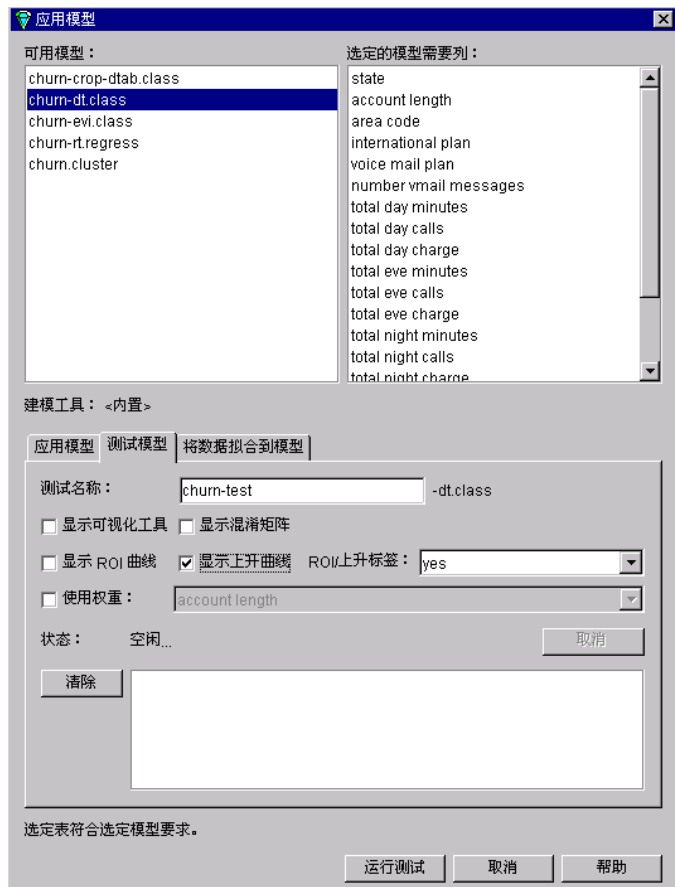 应用模型
可用模型：
churn-crop-dtab.class
churn-dt.class
churn-evi.class
churn-rt.regress
churn.cluster
选定的模型需要列：
state
account length
area code
international plan
voice mail plan
number vmail messages
total day minutes
total day calls
total day charge
total eve minutes
total eve calls
total eve charge
total night minutes
total night calls
total night charge
建模工具：<内置>
应用模型 测试模型 将数据拟合到模型
测试名称： churn-test -dt.class
显示可视化工具 显示混淆矩阵
显示 ROI 曲线 显示上升曲线 ROI/上升标签： yes
使用权重： account length
状态： 空闲... 取消
清除
选定表符合选定模型要求。
运行测试 取消 帮助